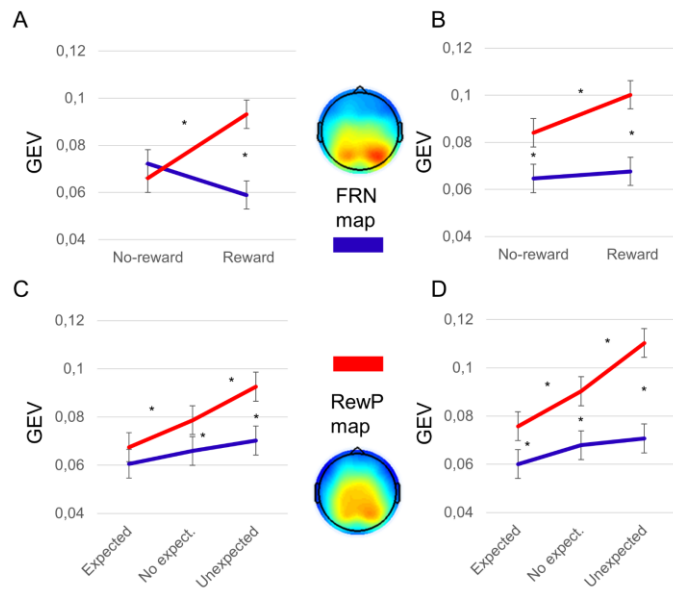 A
0,12
0,1
0,08
0,06
0,04
GEV
*
*
No-reward
Reward
FRN
map
B
0,12
0,1
0,08
0,06
0,04
GEV
*
*
*
No-reward
Reward
C
0,12
0,1
0,08
0,06
0,04
GEV
*
*
*
*
Expected
No expect.
Unexpected
RewP
map
D
0,12
0,1
0,08
0,06
0,04
GEV
*
*
*
*
*
Expected
No expect.
Unexpected